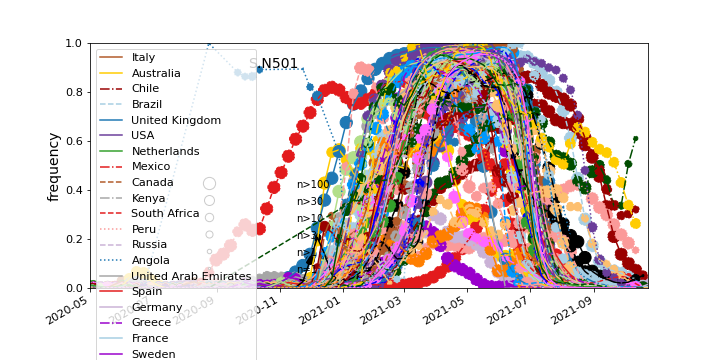 S N501
1.0
0.8
0.6
0.4
0.2
0.0
frequency
Italy
Australia
Chile
Brazil
United Kingdom
USA
Netherlands
Mexico
Canada
Kenya
South Africa
Peru
Russia
Angola
United Arab Emirates
Spain
Germany
Greece
France
Sweden
n>100
n>30
n>10
2020-05
2020-09
2020-11
2021-01
2021-03
2021-05
2021-07
2021-09